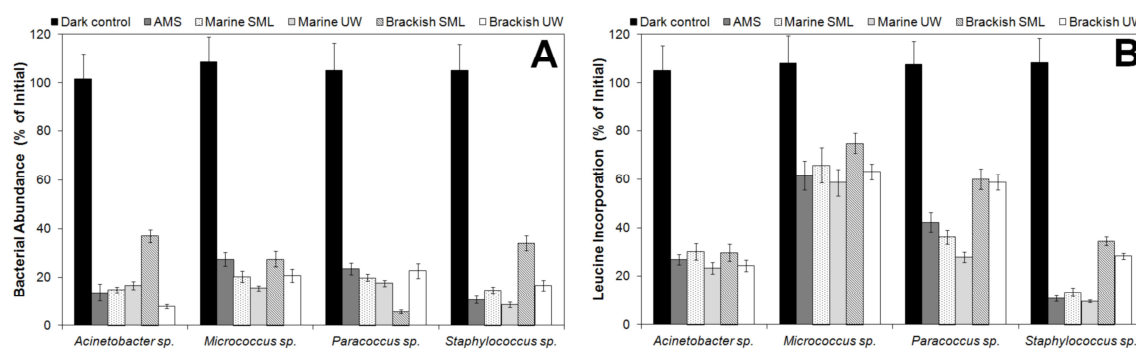 Dark control AMS Marine SML Marine UW Brackish SML Brackish UW
120
100
80
60
40
20
0
Bacterial Abundance (% of Initial)
A
Acinetobacter sp. Micrococcus sp. Paracoccus sp. Staphylococcus sp.
Dark control AMS Marine SML Marine UW Brackish SML Brackish UW
120
100
80
60
40
20
0
Leucine Incorporation (% of Initial)
B
Acinetobacter sp. Micrococcus sp. Paracoccus sp. Staphylococcus sp.